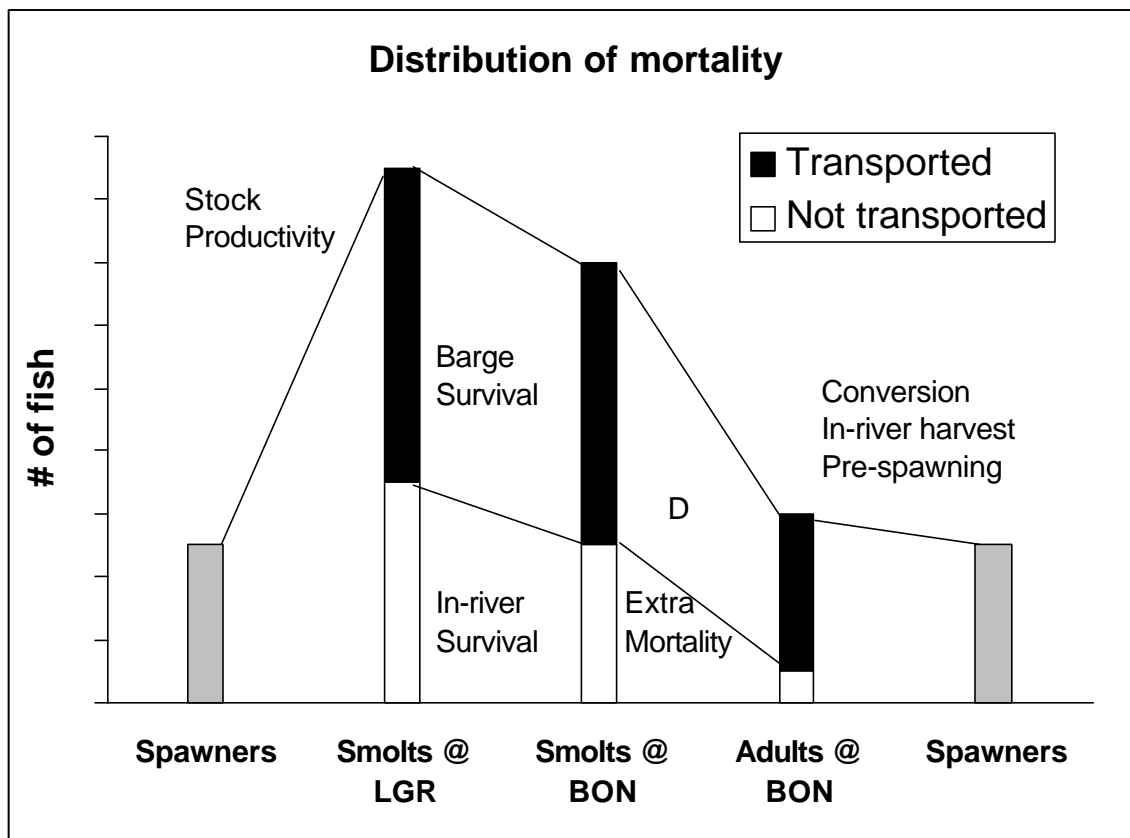 Distribution of mortality
Transported
Not transported
Stock
Productivity
Barge
Survival
Conversion
In-river harvest
Pre-spawning
D
In-river
Survival
Extra
Mortality
# of fish
Spawners
Smolts @
LGR
Smolts @
BON
Adults @
BON
Spawners